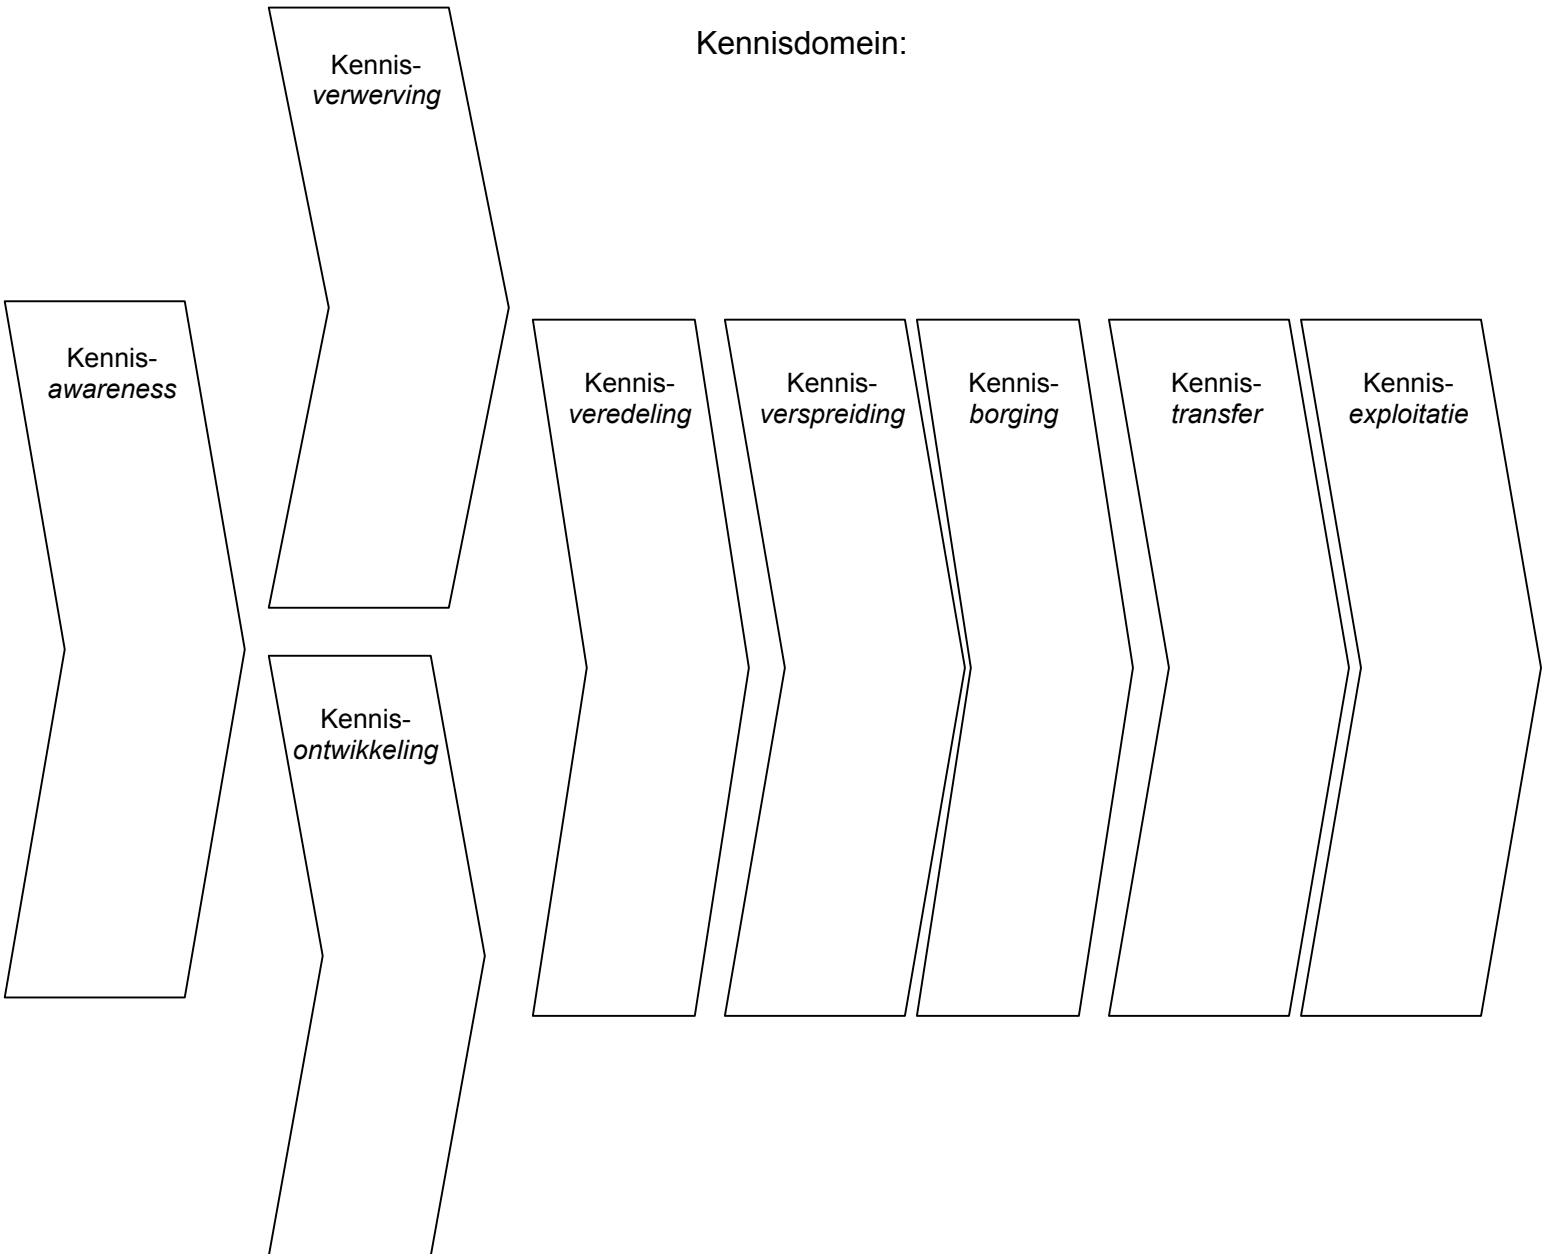 Kennisdomein:
Kennis-
verwerving
Kennis-
awareness
Kennis-
ontwikkeling
Kennis-
veredeling
Kennis-
verspreiding
Kennis-
borging
Kennis-
transfer
Kennis-
exploitatie